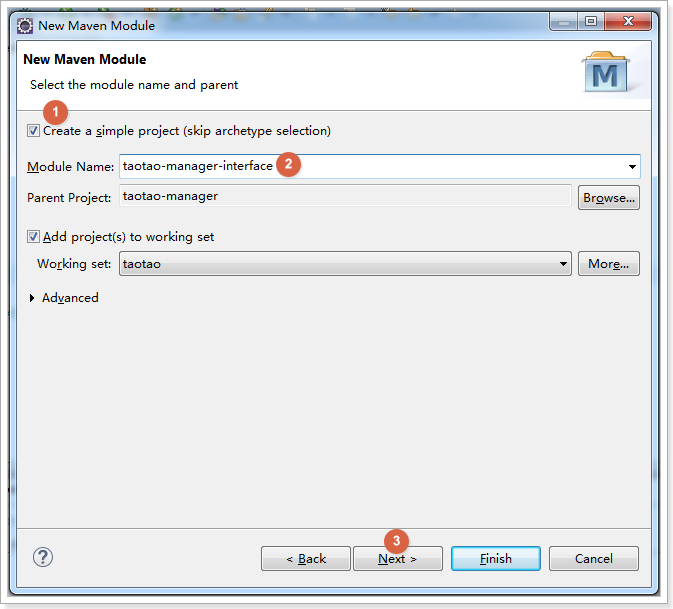 New Maven Module
New Maven Module
Select the module name and parent
1
Create a simple project (skip archetype selection)
Module Name: taotao-manager-interface 2
Parent Project: taotao-manager Browse...
Add project(s) to working set
Working set: taotao More...
Advanced
3
? < Back Next > Finish Cancel